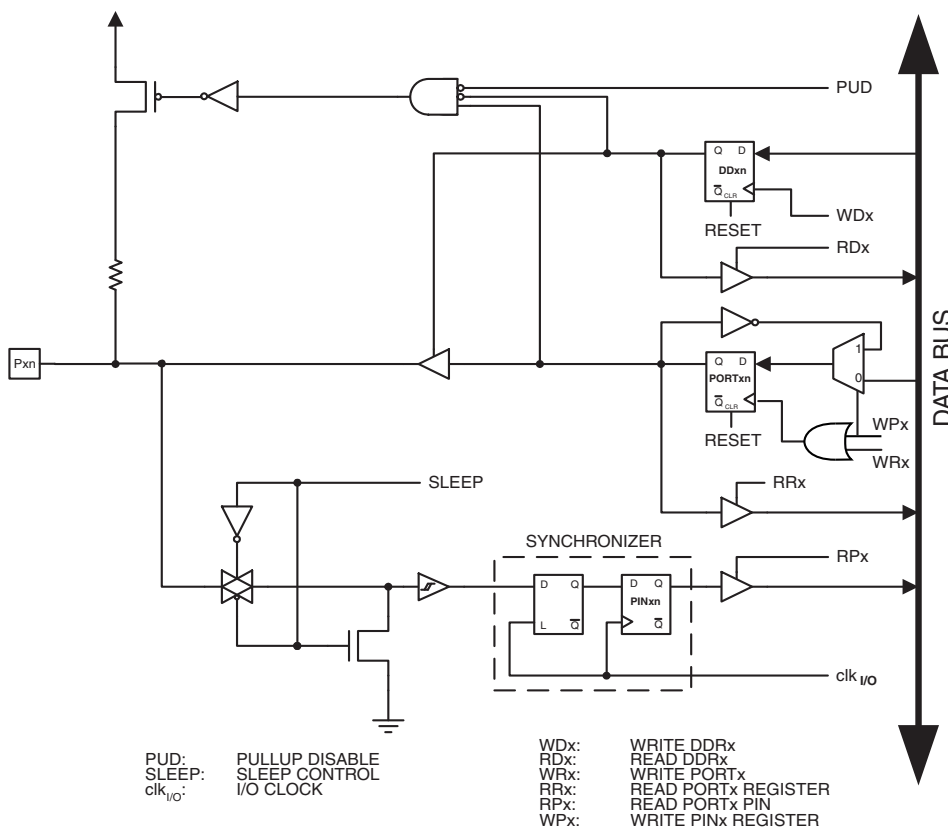 PUD
Q D
DDxn
Q CLR
WDx
RESET
RDx
Pxn
1
Q D
PORTxn
0
Q CLR
WPx
RESET
WRx
DATA BUS
SLEEP
RRx
SYNCHRONIZER
RPx
D Q
D Q
PINxn
L Q
Q
clk I/O
PUD: PULLUP DISABLE
SLEEP: SLEEP CONTROL
clkI/O: I/O CLOCK
WDx: WRITE DDRx
RDx: READ DDRx
WRx: WRITE PORTx
RRx: READ PORTx REGISTER
RPx: READ PORTx PIN
WPx: WRITE PINx REGISTER